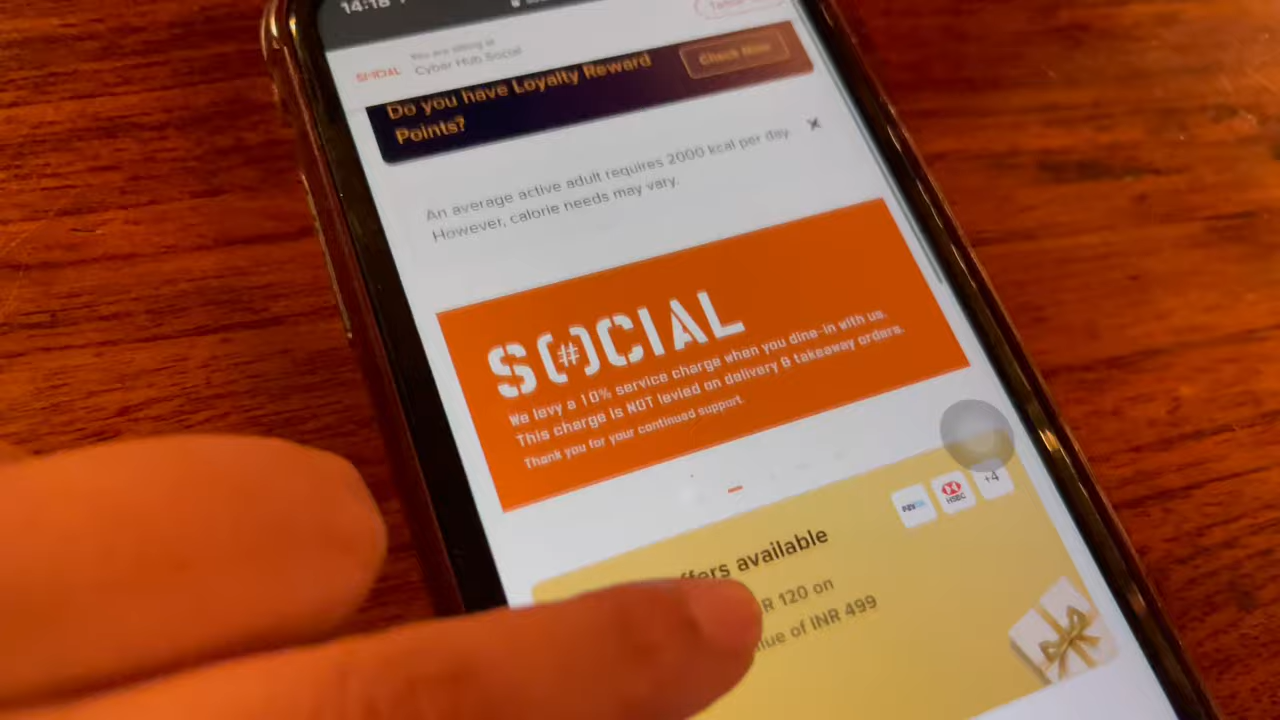 14:18
SOCIAL
You are sitting at
Cyber Hub Social
Do you have Loyalty Reward
Points?
Check Now
An average active adult requires 2000 kcal per day.
However, calorie needs may vary.
S#OCIAL
We levy a 10% service charge when you dine-in with us.
This charge is NOT levied on delivery & takeaway orders.
Thank you for your continued support.
available
120 on
of INR 499
HSBC
+4